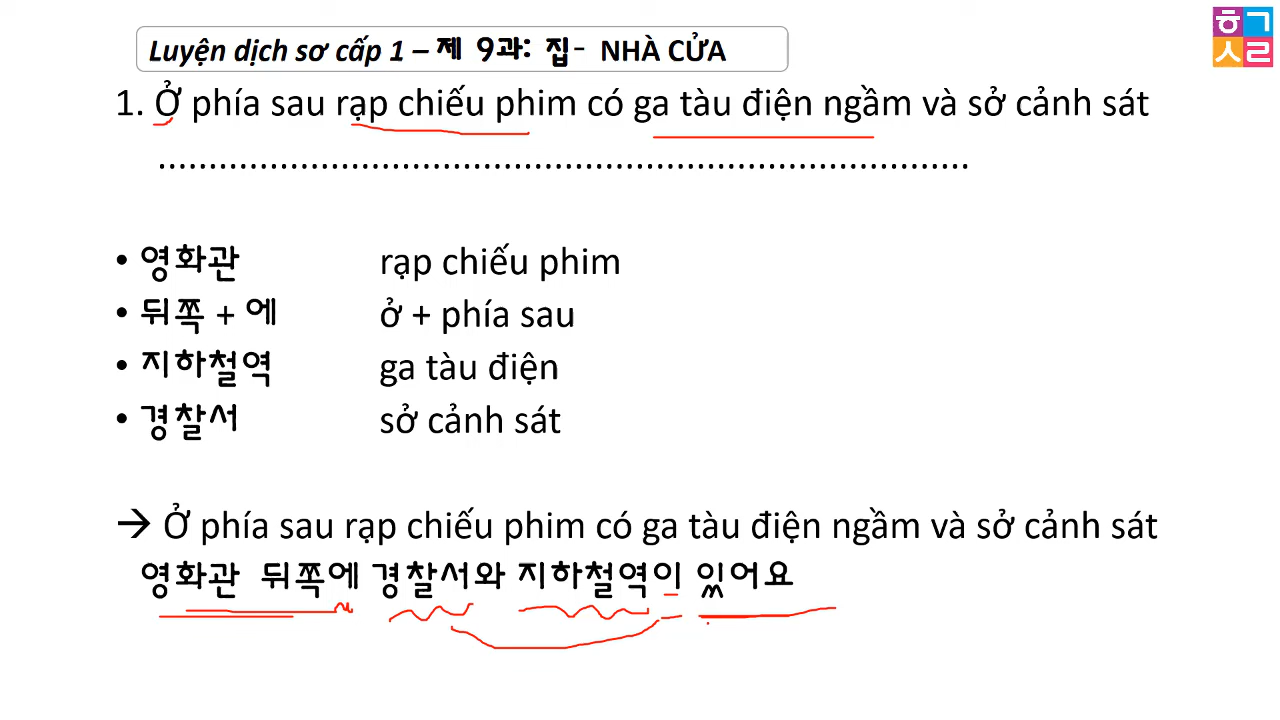 Luyện dịch sơ cấp 1 – 제 9과: 집- NHÀ CỬA
ㅎㄱ
ㅅㄹ
1. Ở phía sau rạp chiếu phim có ga tàu điện ngầm và sở cảnh sát
................................................................................
• 영화관 rạp chiếu phim
• 뒤쪽 + 에 ở + phía sau
• 지하철역 ga tàu điện
• 경찰서 sở cảnh sát
→ Ở phía sau rạp chiếu phim có ga tàu điện ngầm và sở cảnh sát
영화관 뒤쪽에 경찰서와 지하철역이 있어요